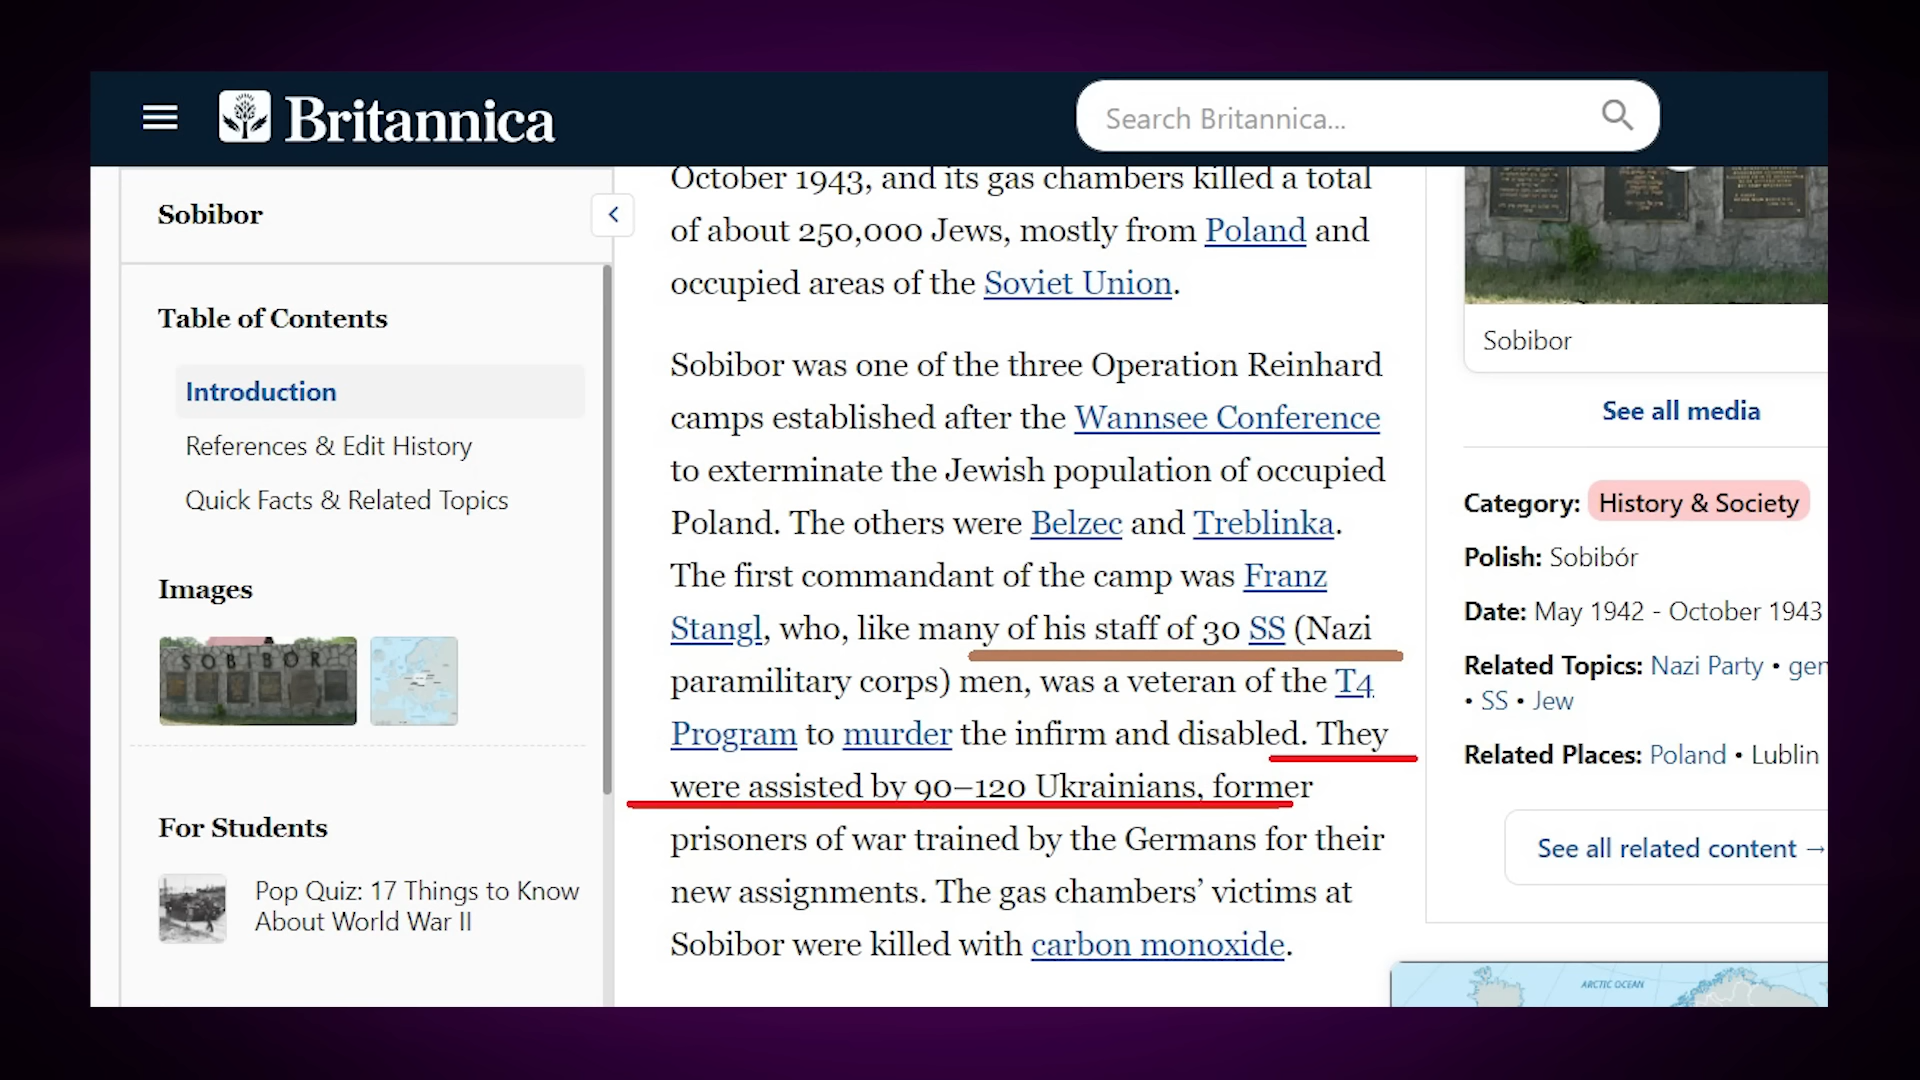 Britannica
Search Britannica...
Sobibor
Table of Contents
Introduction
References & Edit History
Quick Facts & Related Topics
Images
SOBIBOR
For Students
Pop Quiz: 17 Things to Know
About World War II
October 1943, and its gas chambers killed a total
of about 250,000 Jews, mostly from Poland and
occupied areas of the Soviet Union.
Sobibor was one of the three Operation Reinhard
camps established after the Wannsee Conference
to exterminate the Jewish population of occupied
Poland. The others were Belzec and Treblinka.
The first commandant of the camp was Franz
Stangl, who, like many of his staff of 30 SS (Nazi
paramilitary corps) men, was a veteran of the T4
Program to murder the infirm and disabled. They
were assisted by 90–120 Ukrainians, former
prisoners of war trained by the Germans for their
new assignments. The gas chambers’ victims at
Sobibor were killed with carbon monoxide.
Sobibor
See all media
Category: History & Society
Polish: Sobibór
Date: May 1942 - October 1943
Related Topics: Nazi Party • gen
• SS • Jew
Related Places: Poland • Lublin
See all related content →
ARCTIC OCEAN